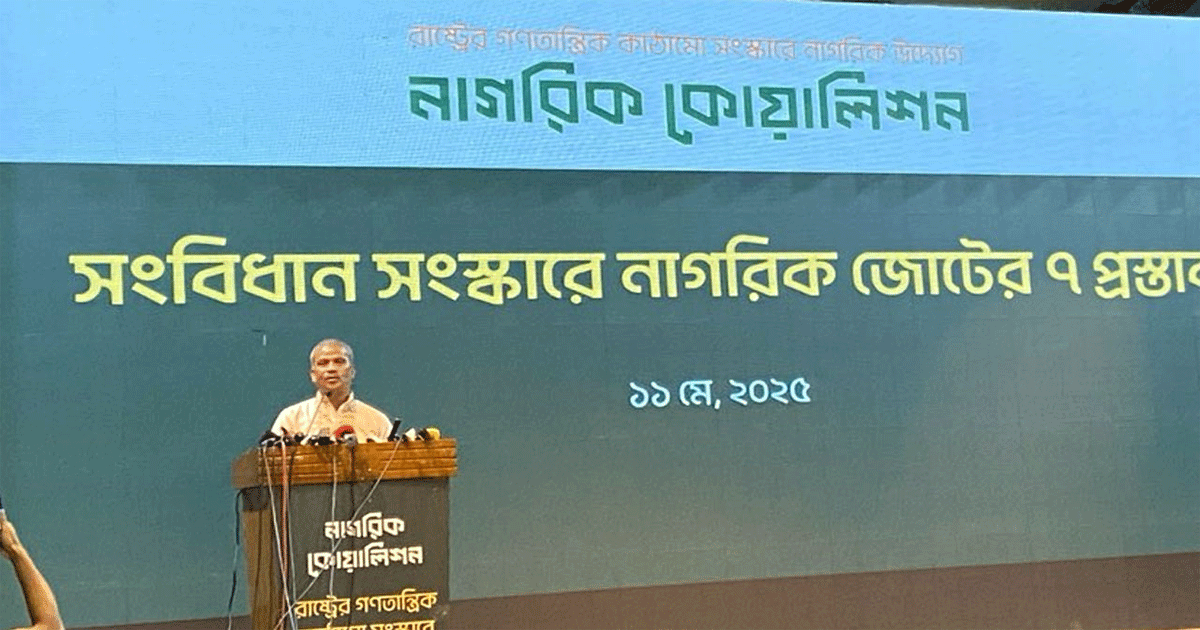 রাষ্ট্রের গণতান্ত্রিক কাঠামো সংস্কারে নাগরিক উদ্যোগ
নাগরিক কোয়ালিশন
সংবিধান সংস্কারে নাগরিক জোটের ৭ প্রস্তাব
১১ মে, ২০২৫
নাগরিক
কোয়ালিশন
রাষ্ট্রের গণতান্ত্রিক
কাঠামো সংস্কারে